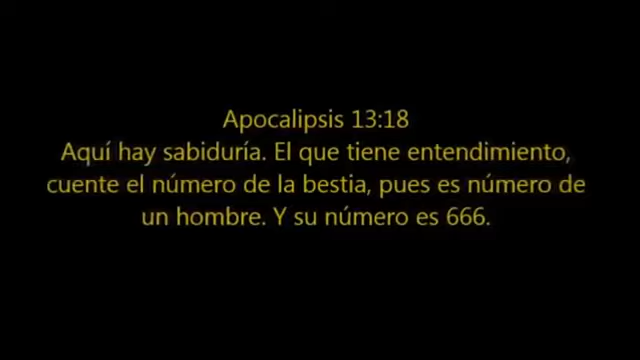 Apocalipsis 13:18
Aquí hay sabiduría. El que tiene entendimiento,
cuente el número de la bestia, pues es número de
un hombre. Y su número es 666.